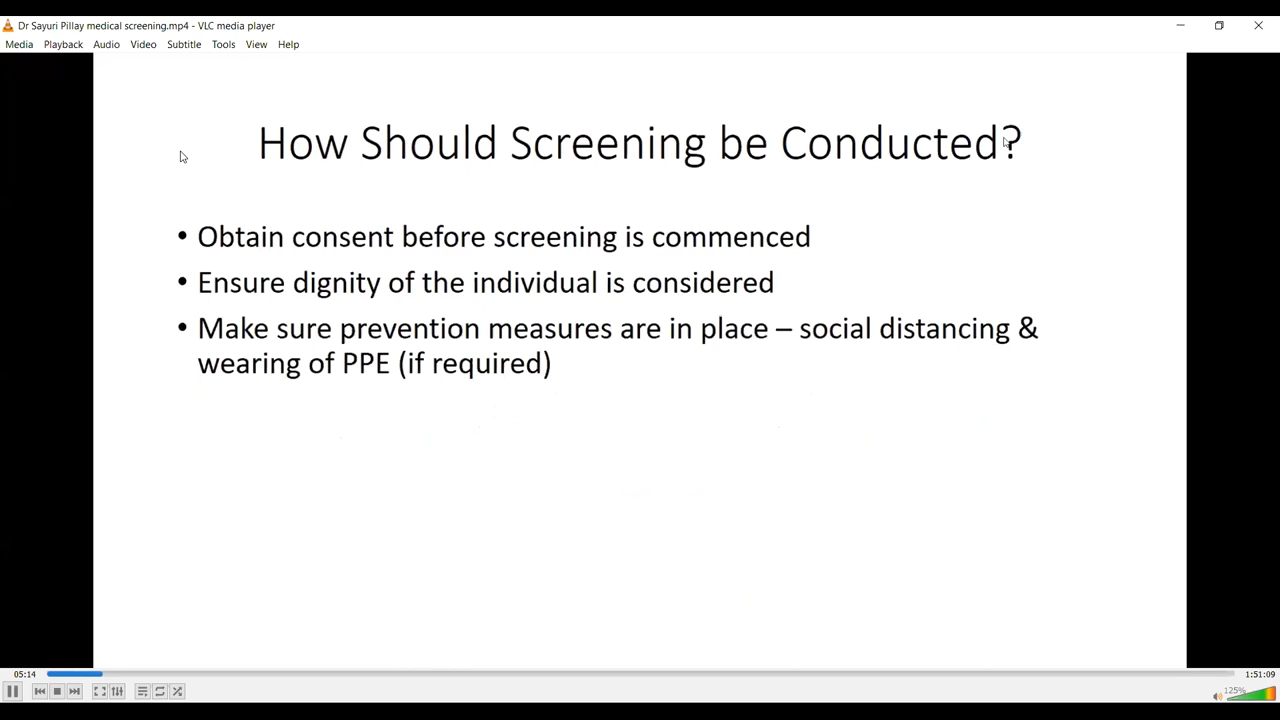 Dr Sayuri Pillay medical screening.mp4 - VLC media player
Media Playback Audio Video Subtitle Tools View Help
How Should Screening be Conducted?
• Obtain consent before screening is commenced
• Ensure dignity of the individual is considered
• Make sure prevention measures are in place – social distancing &
wearing of PPE (if required)
05:14
1:51:09
125%